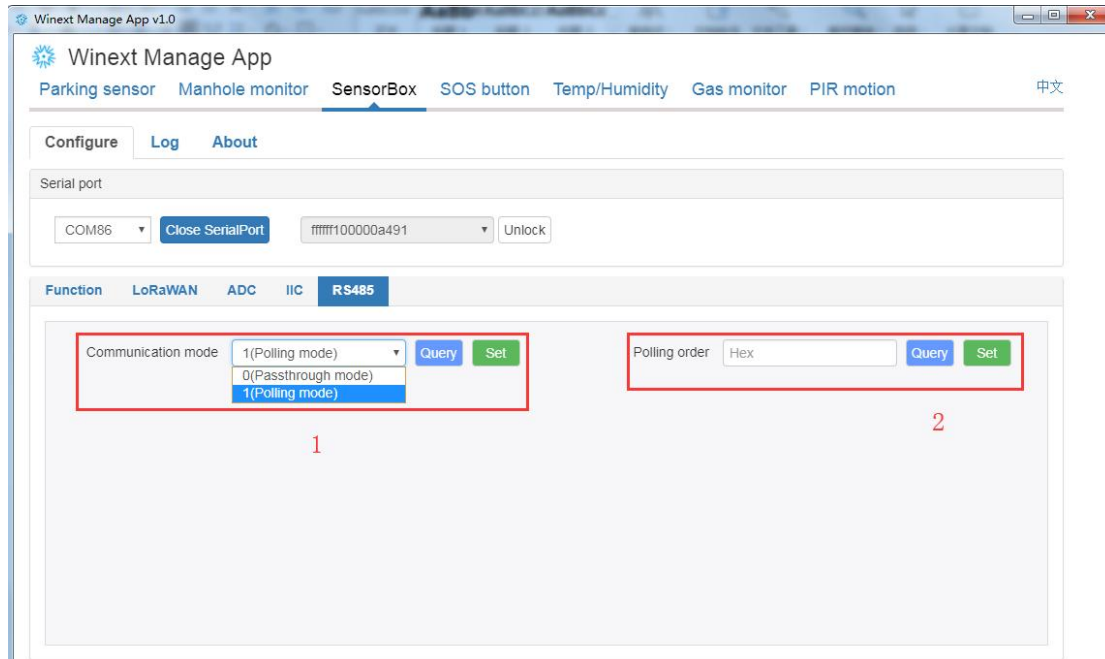 Winext Manage App v1.0
Winext Manage App
Parking sensor Manhole monitor SensorBox SOS button Temp/Humidity Gas monitor PIR motion 中文
Configure Log About
Serial port
COM86 Close SerialPort ffffff100000a491 Unlock
Function LoRaWAN ADC IIC RS485
Communication mode 1(Polling mode) Query Set Polling order Hex Query Set
0(Passthrough mode)
1(Polling mode)
2
1